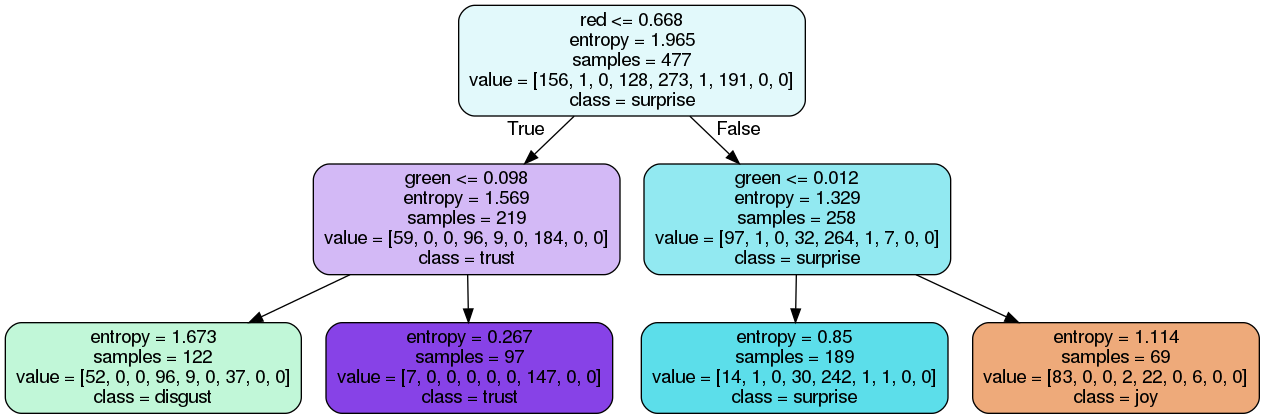 red <= 0.668
entropy = 1.965
samples = 477
value = [156, 1, 0, 128, 273, 1, 191, 0, 0]
class = surprise
True
False
green <= 0.098
entropy = 1.569
samples = 219
value = [59, 0, 0, 96, 9, 0, 184, 0, 0]
class = trust
green <= 0.012
entropy = 1.329
samples = 258
value = [97, 1, 0, 32, 264, 1, 7, 0, 0]
class = surprise
entropy = 1.673
samples = 122
value = [52, 0, 0, 96, 9, 0, 37, 0, 0]
class = disgust
entropy = 0.267
samples = 97
value = [7, 0, 0, 0, 0, 0, 147, 0, 0]
class = trust
entropy = 0.85
samples = 189
value = [14, 1, 0, 30, 242, 1, 1, 0, 0]
class = surprise
entropy = 1.114
samples = 69
value = [83, 0, 0, 2, 22, 0, 6, 0, 0]
class = joy